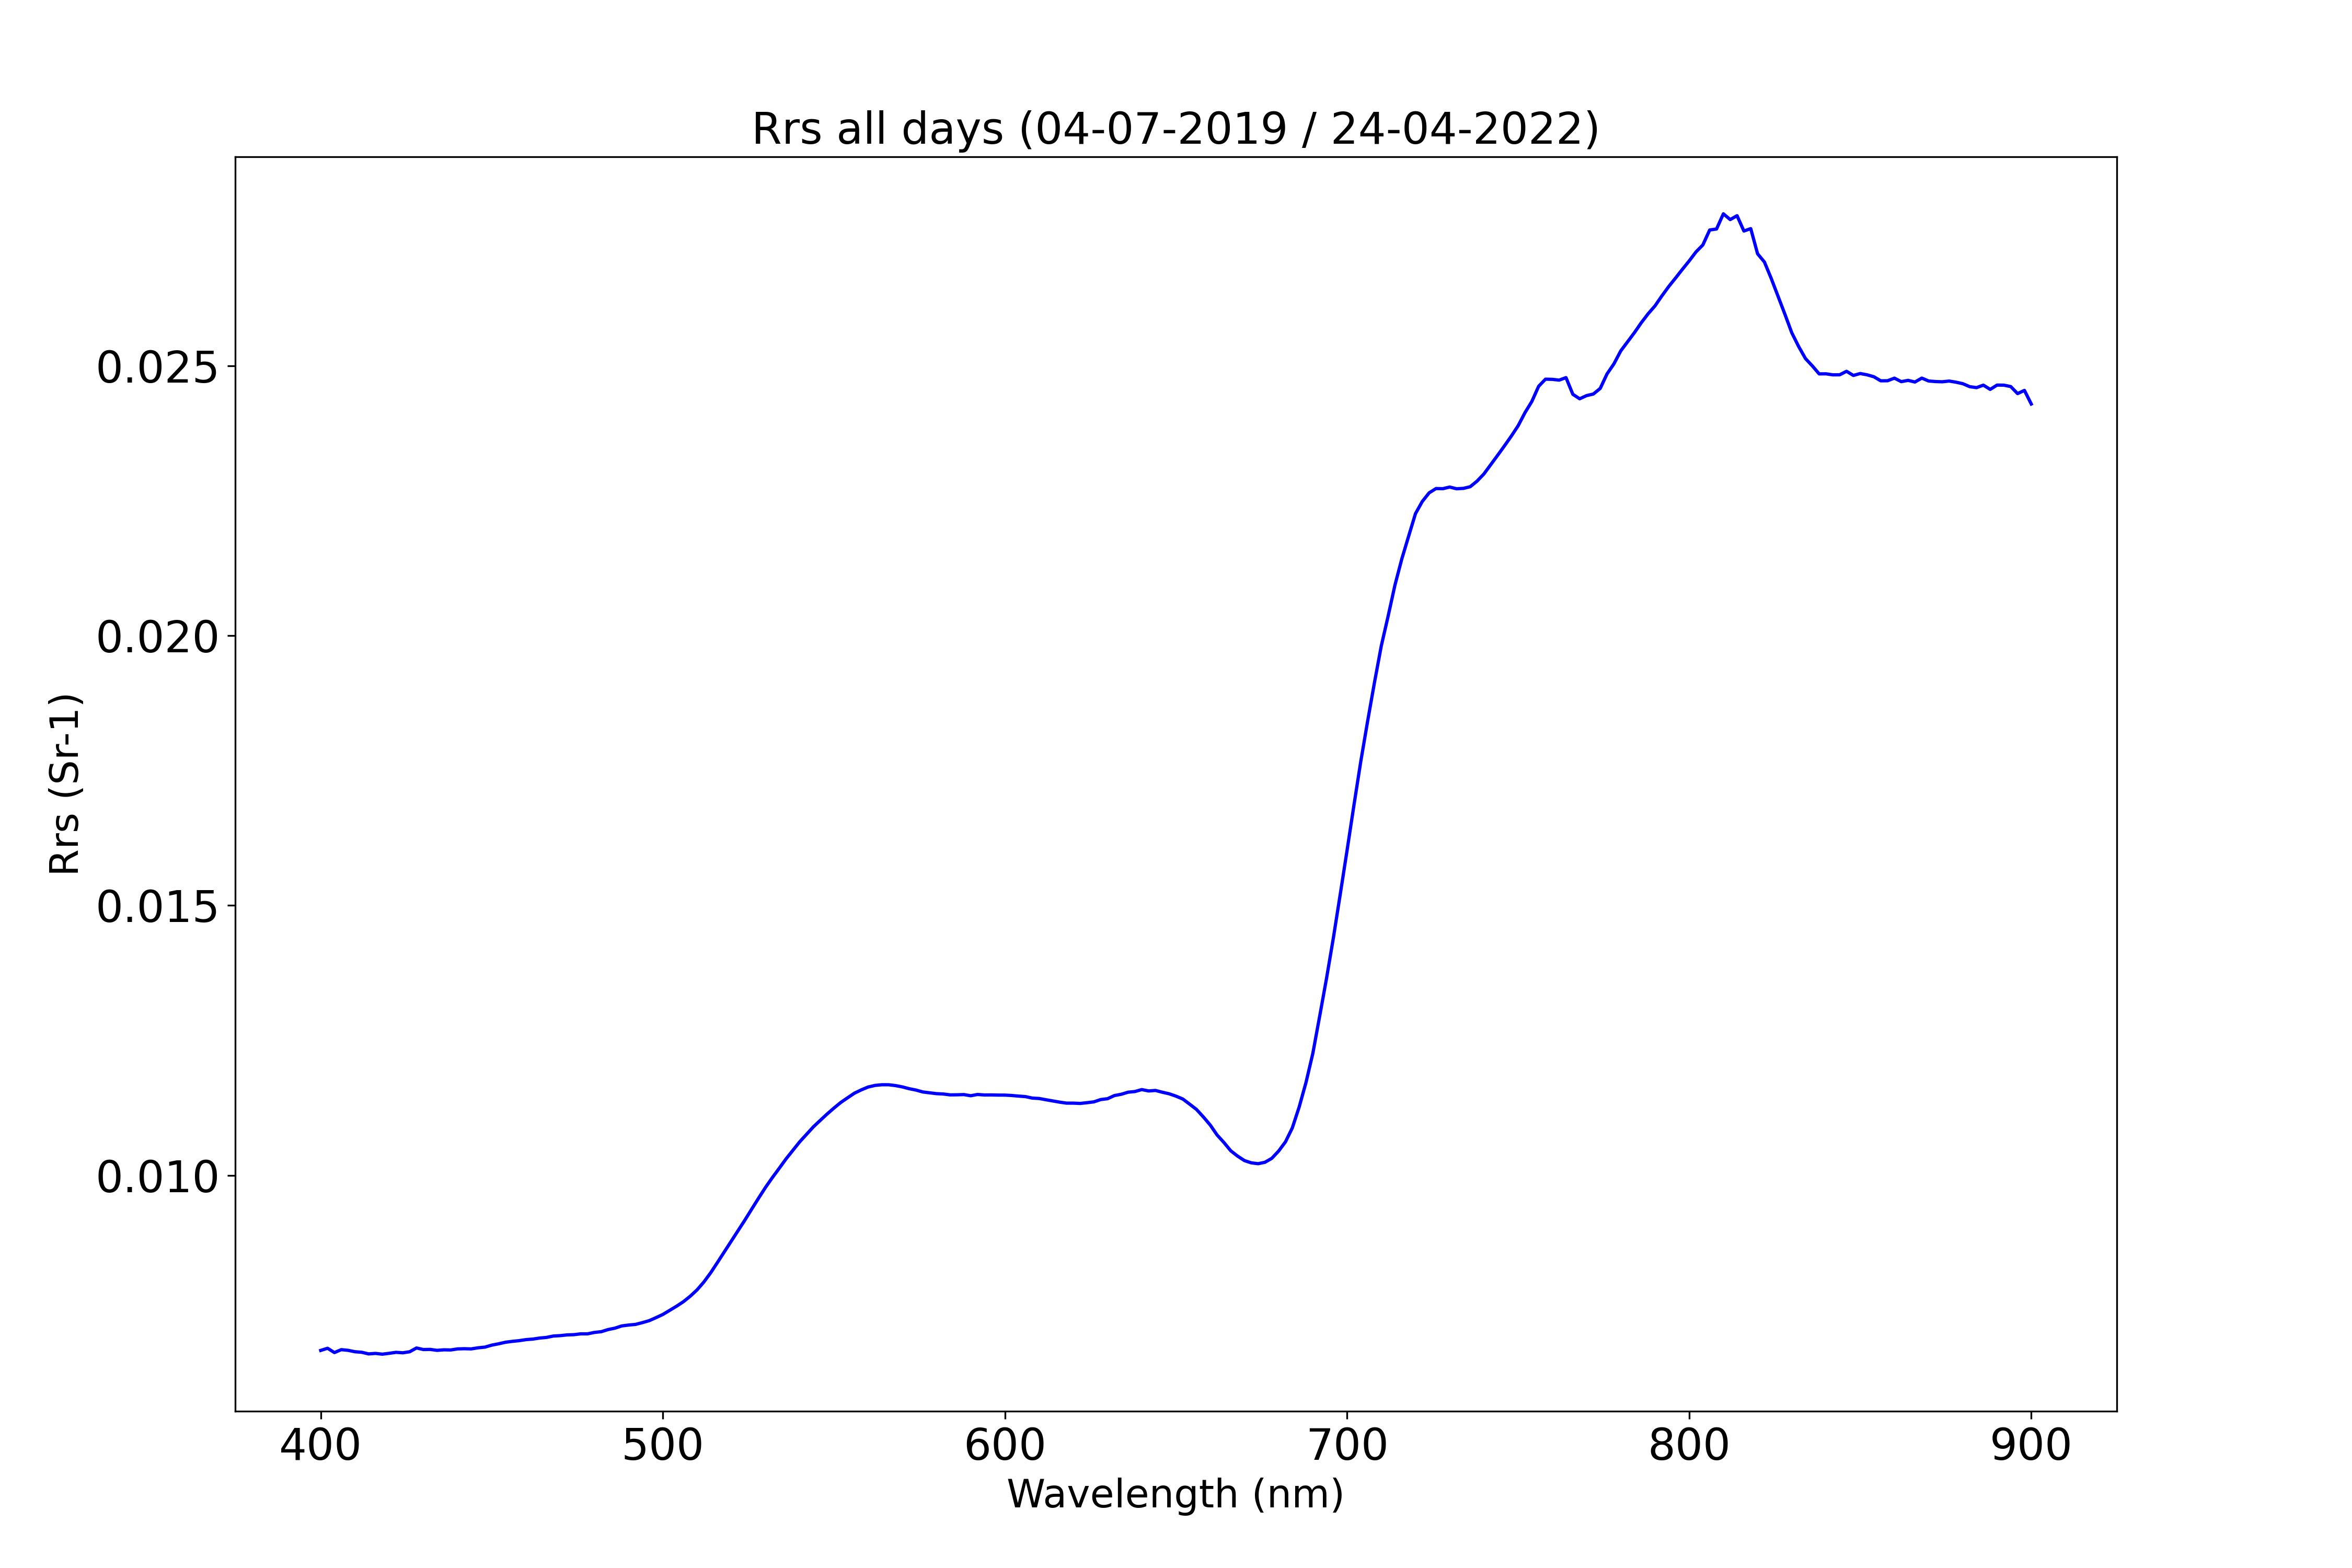 Rrs all days (04-07-2019 / 24-04-2022)
Rrs (Sr-1)
0.025
0.020
0.015
0.010
400 500 600 700 800 900
Wavelength (nm)